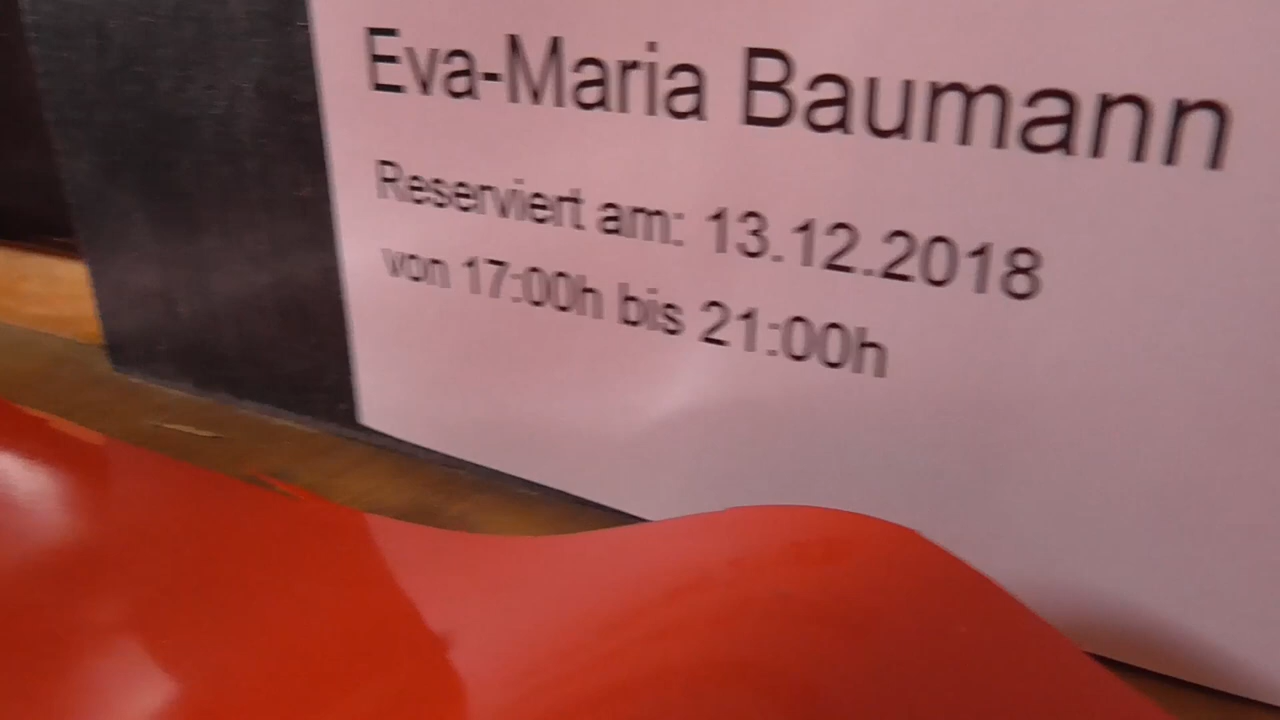 Eva-Maria Baumann
Reserviert am: 13.12.2018
von 17:00h bis 21:00h